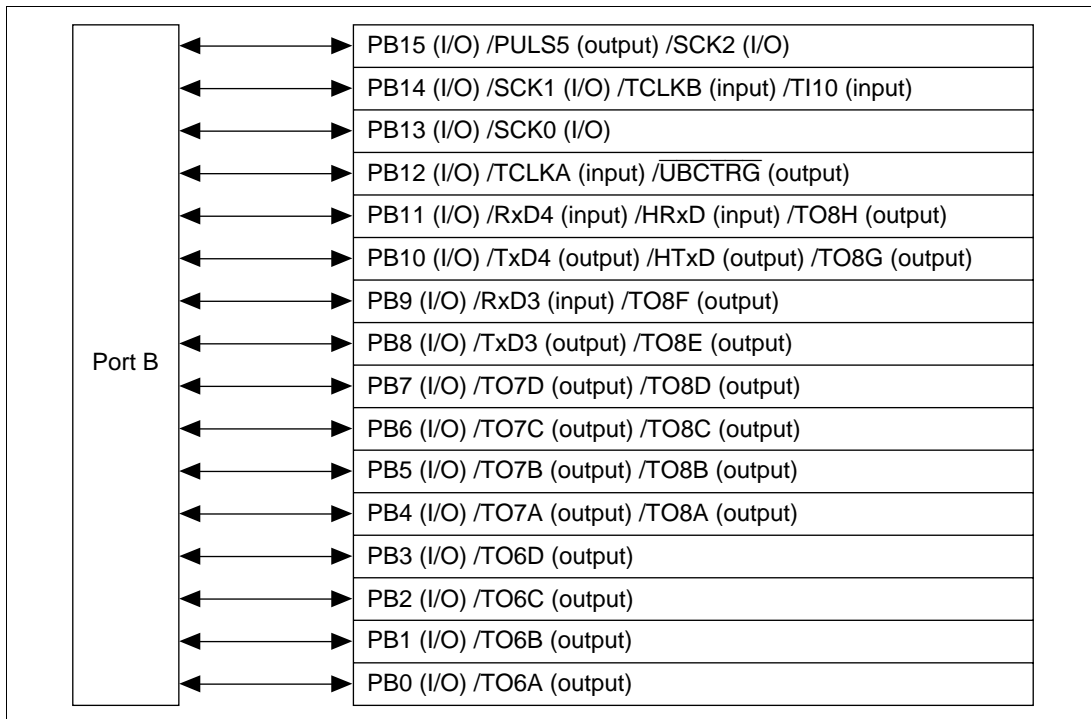 PB15 (I/O) /PULS5 (output) /SCK2 (I/O)
PB14 (I/O) /SCK1 (I/O) /TCLKB (input) /TI10 (input)
PB13 (I/O) /SCK0 (I/O)
PB12 (I/O) /TCLKA (input) /U̅B̅C̅T̅R̅G̅ (output)
PB11 (I/O) /RxD4 (input) /HRxD (input) /TO8H (output)
PB10 (I/O) /TxD4 (output) /HTxD (output) /TO8G (output)
PB9 (I/O) /RxD3 (input) /TO8F (output)
PB8 (I/O) /TxD3 (output) /TO8E (output)
Port B
PB7 (I/O) /TO7D (output) /TO8D (output)
PB6 (I/O) /TO7C (output) /TO8C (output)
PB5 (I/O) /TO7B (output) /TO8B (output)
PB4 (I/O) /TO7A (output) /TO8A (output)
PB3 (I/O) /TO6D (output)
PB2 (I/O) /TO6C (output)
PB1 (I/O) /TO6B (output)
PB0 (I/O) /TO6A (output)